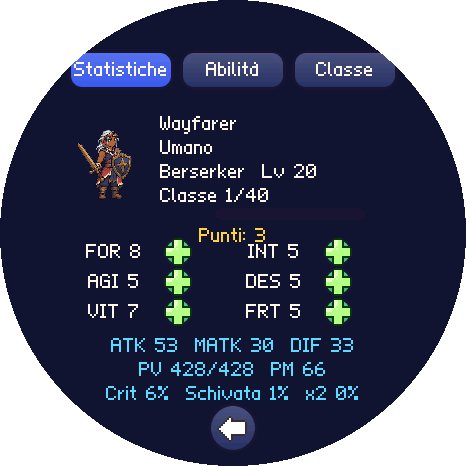 Statistiche Abilità Classe
Wayfarer
Umano
Berserker Lv 20
Classe 1/40
Punti: 3
FOR 8 INT 5
AGI 5 DES 5
VIT 7 FRT 5
ATK 53 MATK 30 DIF 33
PV 428/428 PM 66
Crit 6% Schivata 1% x2 0%